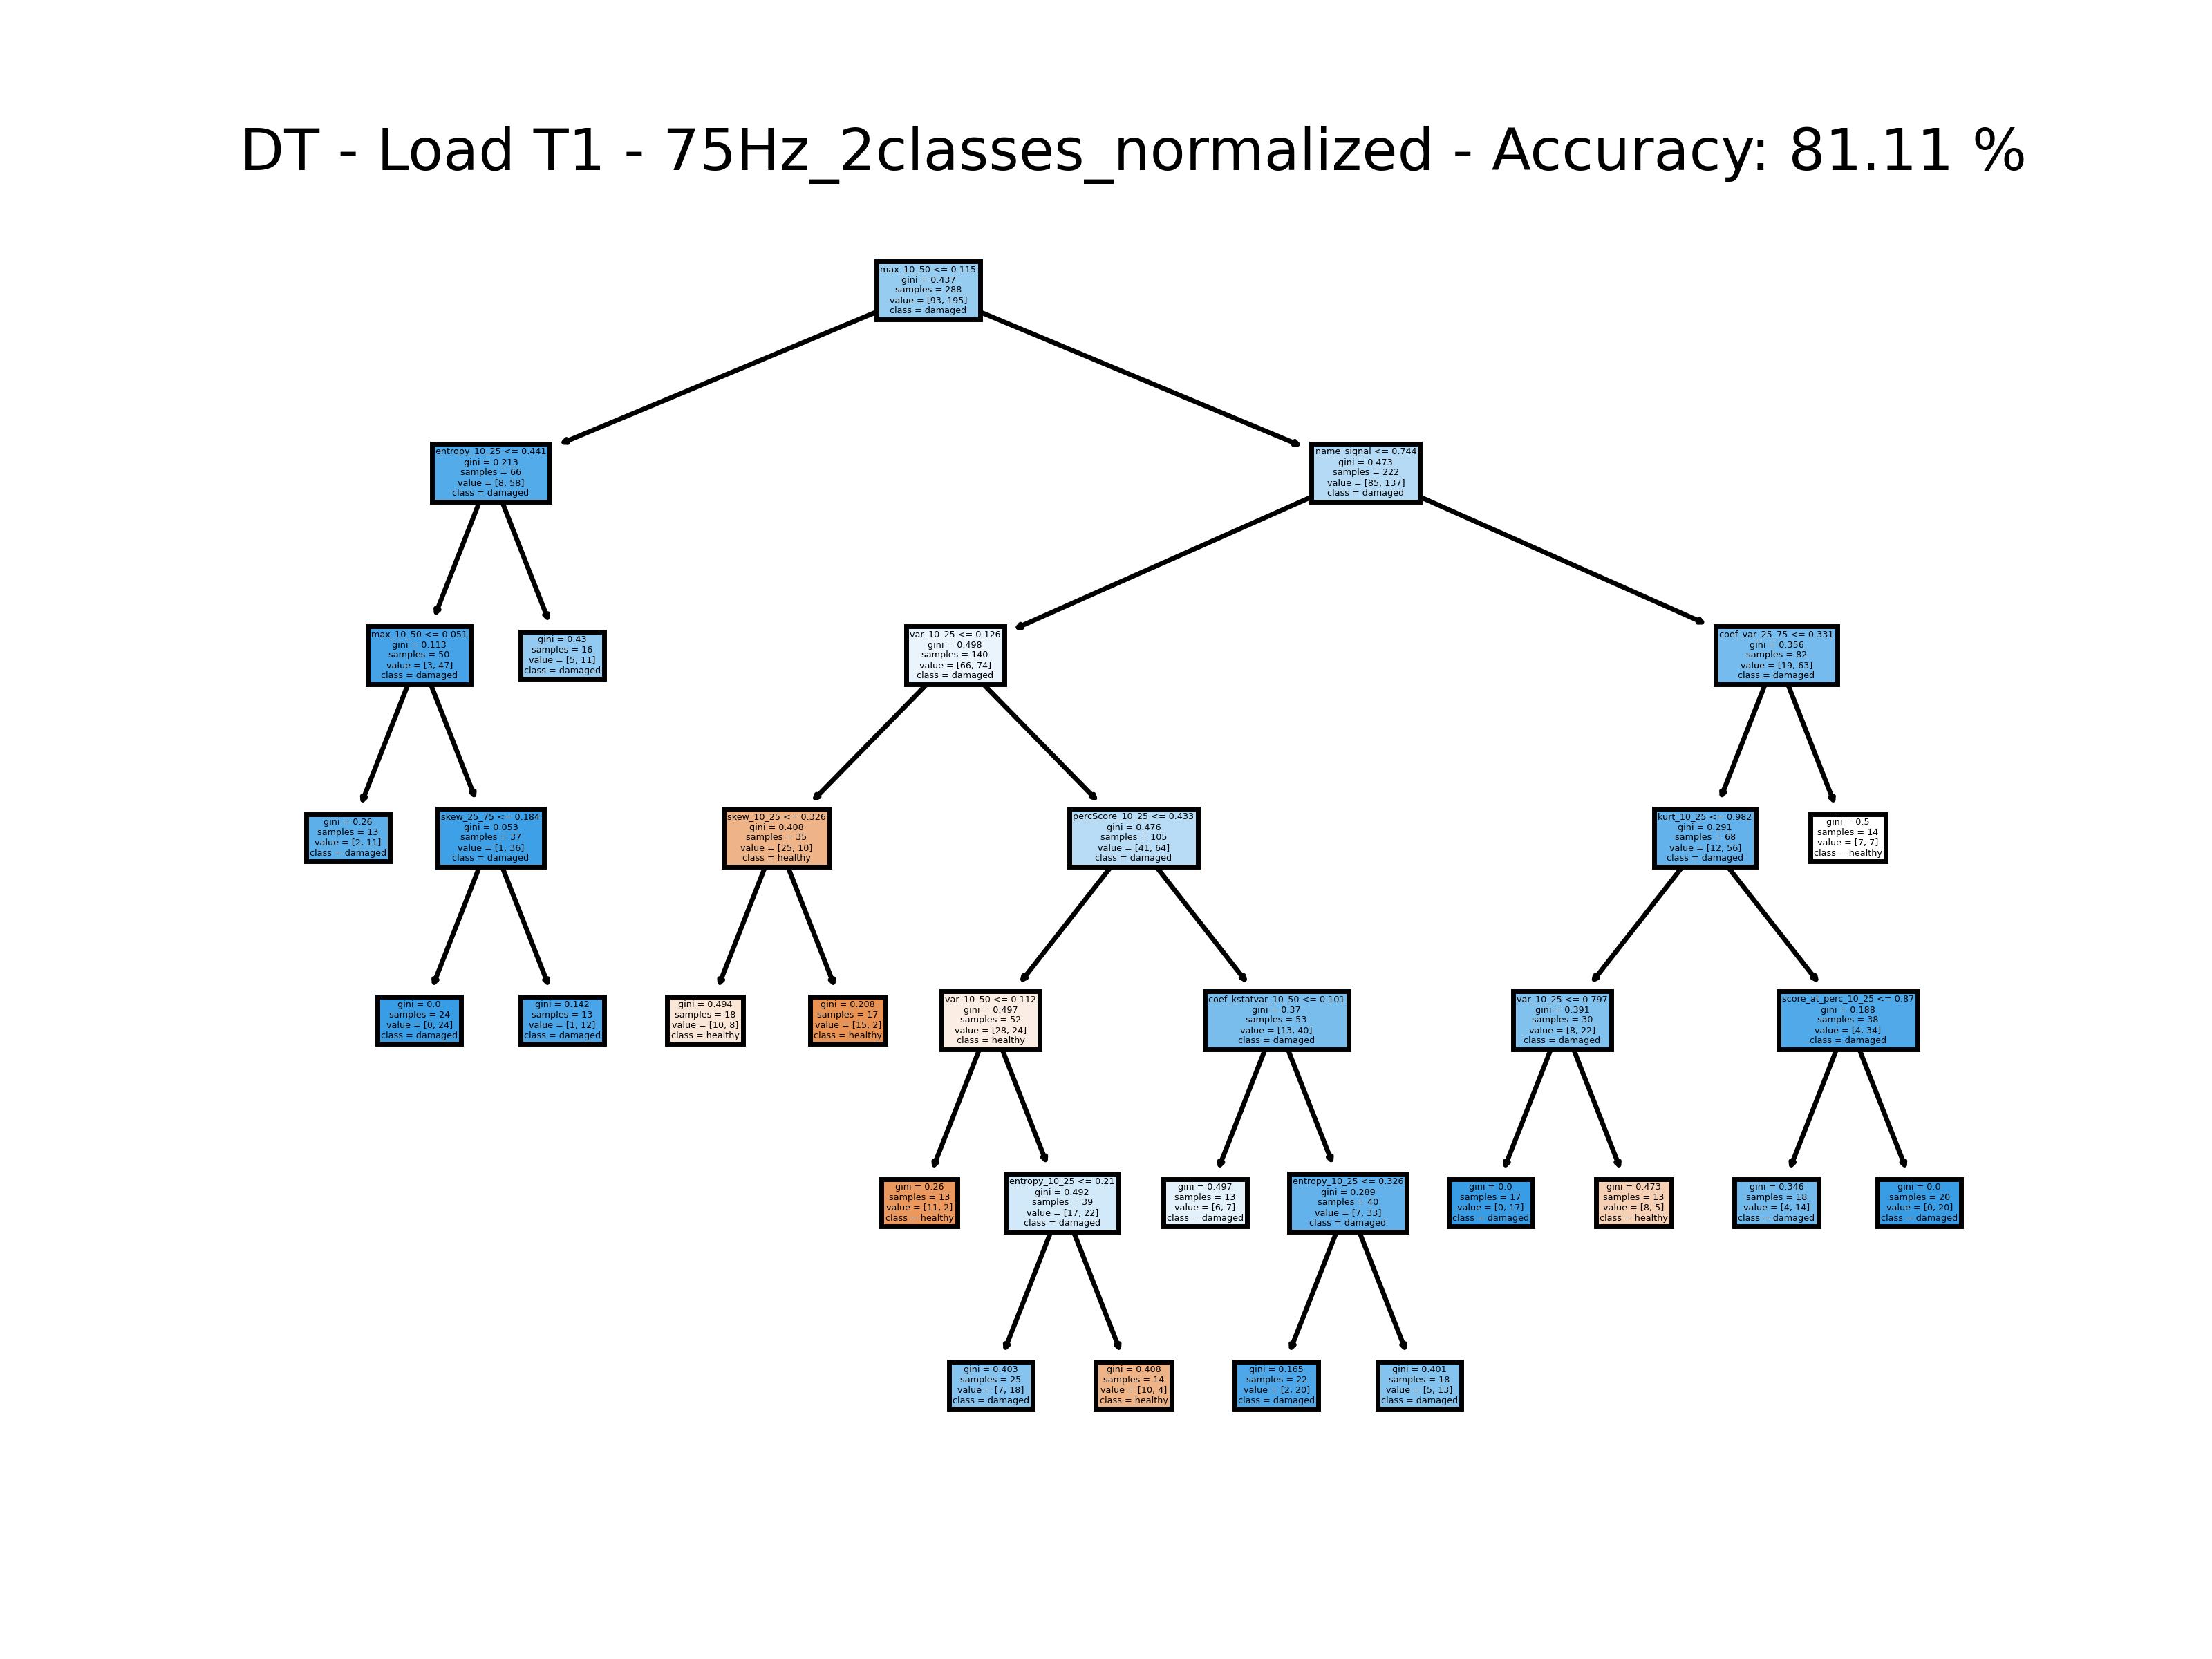 DT - Load T1 - 75Hz_2classes_normalized - Accuracy: 81.11 %
max_10_50 <= 0.115
gini = 0.437
samples = 288
value = [93, 195]
class = damaged
entropy_10_25 <= 0.441
gini = 0.213
samples = 66
value = [8, 58]
class = damaged
name_signal <= 0.744
gini = 0.473
samples = 222
value = [85, 137]
class = damaged
max_10_50 <= 0.051
gini = 0.113
samples = 50
value = [3, 47]
class = damaged
gini = 0.43
samples = 16
value = [5, 11]
class = damaged
var_10_25 <= 0.126
gini = 0.498
samples = 140
value = [66, 74]
class = damaged
coef_var_25_75 <= 0.331
gini = 0.356
samples = 82
value = [19, 63]
class = damaged
gini = 0.26
samples = 13
value = [2, 11]
class = damaged
skew_25_75 <= 0.184
gini = 0.053
samples = 37
value = [1, 36]
class = damaged
skew_10_25 <= 0.326
gini = 0.408
samples = 35
value = [25, 10]
class = healthy
percScore_10_25 <= 0.433
gini = 0.476
samples = 105
value = [41, 64]
class = damaged
kurt_10_25 <= 0.982
gini = 0.291
samples = 68
value = [12, 56]
class = damaged
gini = 0.5
samples = 14
value = [7, 7]
class = healthy
gini = 0.0
samples = 24
value = [0, 24]
class = damaged
gini = 0.142
samples = 13
value = [1, 12]
class = damaged
gini = 0.494
samples = 18
value = [10, 8]
class = healthy
gini = 0.208
samples = 17
value = [15, 2]
class = healthy
var_10_50 <= 0.112
gini = 0.497
samples = 52
value = [28, 24]
class = healthy
coef_kstatvar_10_50 <= 0.101
gini = 0.37
samples = 53
value = [13, 40]
class = damaged
var_10_25 <= 0.797
gini = 0.391
samples = 30
value = [8, 22]
class = damaged
score_at_perc_10_25 <= 0.87
gini = 0.188
samples = 38
value = [4, 34]
class = damaged
gini = 0.26
samples = 13
value = [11, 2]
class = healthy
entropy_10_25 <= 0.21
gini = 0.492
samples = 39
value = [17, 22]
class = damaged
gini = 0.497
samples = 13
value = [6, 7]
class = damaged
entropy_10_25 <= 0.326
gini = 0.289
samples = 40
value = [7, 33]
class = damaged
gini = 0.0
samples = 17
value = [0, 17]
class = damaged
gini = 0.473
samples = 13
value = [8, 5]
class = healthy
gini = 0.346
samples = 18
value = [4, 14]
class = damaged
gini = 0.0
samples = 20
value = [0, 20]
class = damaged
gini = 0.403
samples = 25
value = [7, 18]
class = damaged
gini = 0.408
samples = 14
value = [10, 4]
class = healthy
gini = 0.165
samples = 22
value = [2, 20]
class = damaged
gini = 0.401
samples = 18
value = [5, 13]
class = damaged